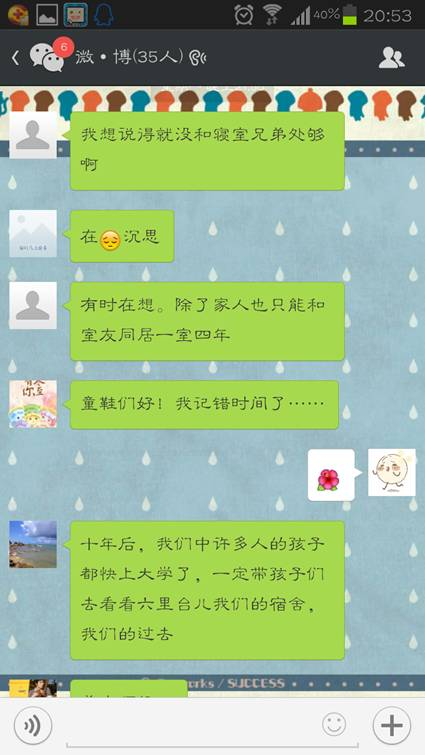 40% 20:53
6
微·博(35人)
我想说得就没和寝室兄弟处够
啊
在😔沉思
有时在想。除了家人也只能和
室友同居一室四年
童鞋们好！我记错时间了……
十年后，我们中许多人的孩子
都快上大学了，一定带孩子们
去看看六里台儿我们的宿舍，
我们的过去
rks / SUCCESS